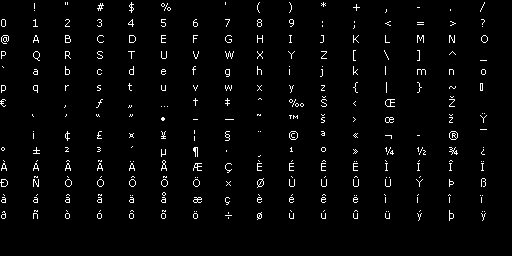 ! " # $ % ' ( ) * + , - . /
0 1 2 3 4 5 6 7 8 9 : ; < = > ?
@ A B C D E F G H I J K L M N O
P Q R S T U V W X Y Z [ \ ] ^ _
` a b c d e f g h i j k l m n o
p q r s t u v w x y z { | } ~ ▯
€ ‚ ƒ „ … † ‡ ˆ ‰ Š ‹ Œ Ž
‘ ’ “ ” • – — ˜ ™ š › œ ž Ÿ
¡ ¢ £ ¤ ¥ ¦ § ¨ © ª « ¬ - ® ¯
° ± ² ³ ´ µ ¶ · ¸ ¹ º » ¼ ½ ¾ ¿
À Á Â Ã Ä Å Æ Ç È É Ê Ë Ì Í Î Ï
Ð Ñ Ò Ó Ô Õ Ö × Ø Ù Ú Û Ü Ý Þ ß
à á â ã ä å æ ç è é ê ë ì í î ï
ð ñ ò ó ô õ ö ÷ ø ù ú û ü ý þ ÿ